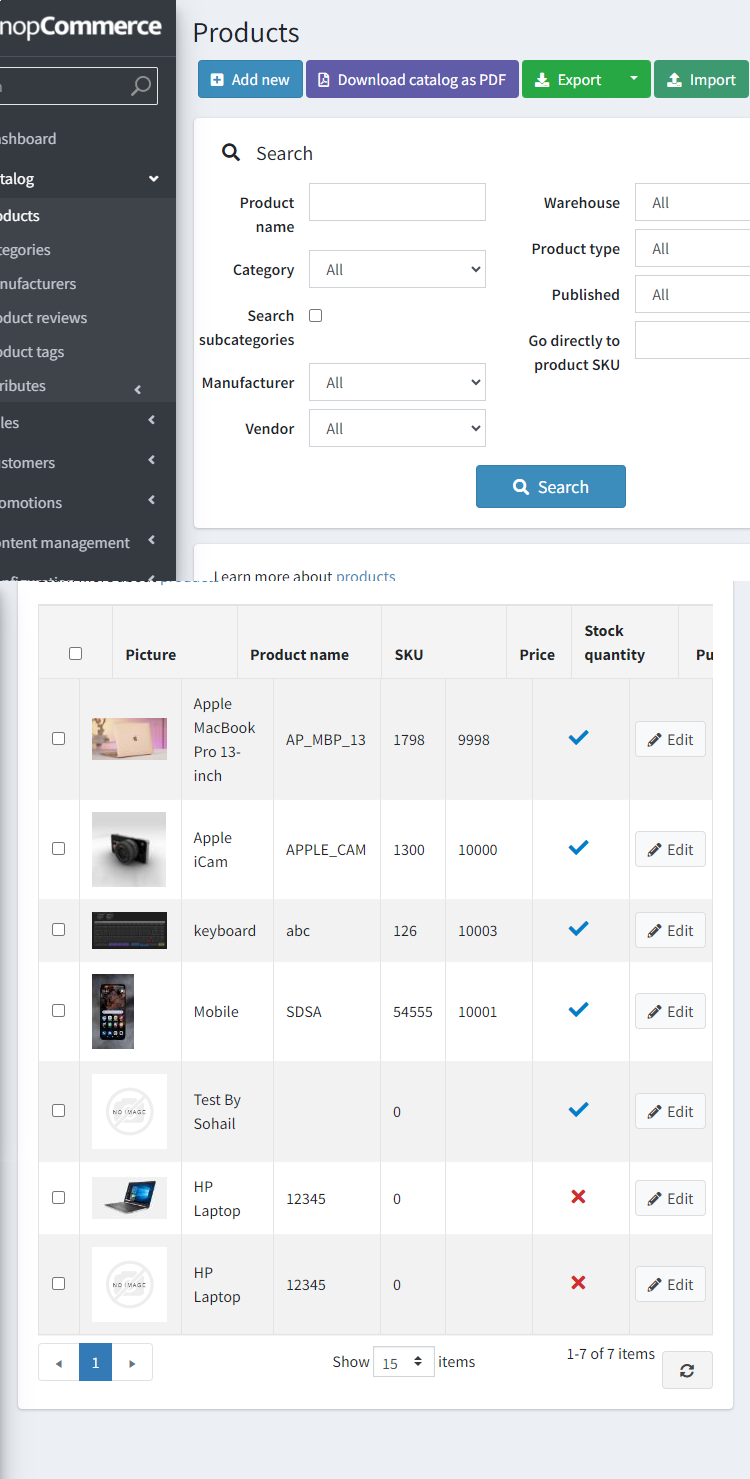 nopCommerce
Products
Add new
Download catalog as PDF
Export
Import
ashboard
talog
oducts
tegories
anufacturers
oduct reviews
oduct tags
tributes
les
ustomers
omotions
ontent management
Search
Product name
Category
All
Search subcategories
Manufacturer
All
Vendor
All
Warehouse
All
Product type
All
Published
All
Go directly to product SKU
Search
Learn more about products
Picture
Product name
SKU
Price
Stock quantity
Pu
Apple MacBook Pro 13-inch
AP_MBP_13
1798
9998
Edit
Apple iCam
APPLE_CAM
1300
10000
Edit
keyboard
abc
126
10003
Edit
Mobile
SDSA
54555
10001
Edit
NO IMAGE
Test By Sohail
0
Edit
HP Laptop
12345
0
Edit
NO IMAGE
HP Laptop
12345
0
Edit
1
Show 15 items
1-7 of 7 items